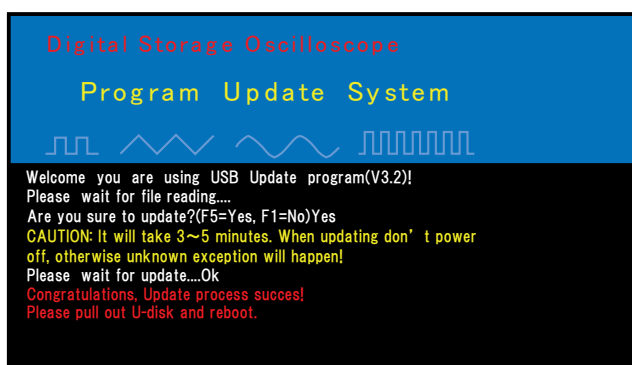 Digital Storage Oscilloscope
Program Update System
Welcome you are using USB Update program(V3.2)!
Please wait for file reading....
Are you sure to update?(F5=Yes, F1=No)Yes
CAUTION: It will take 3～5 minutes. When updating don’t power
off, otherwise unknown exception will happen!
Please wait for update....Ok
Congratulations, Update process succes!
Please pull out U-disk and reboot.